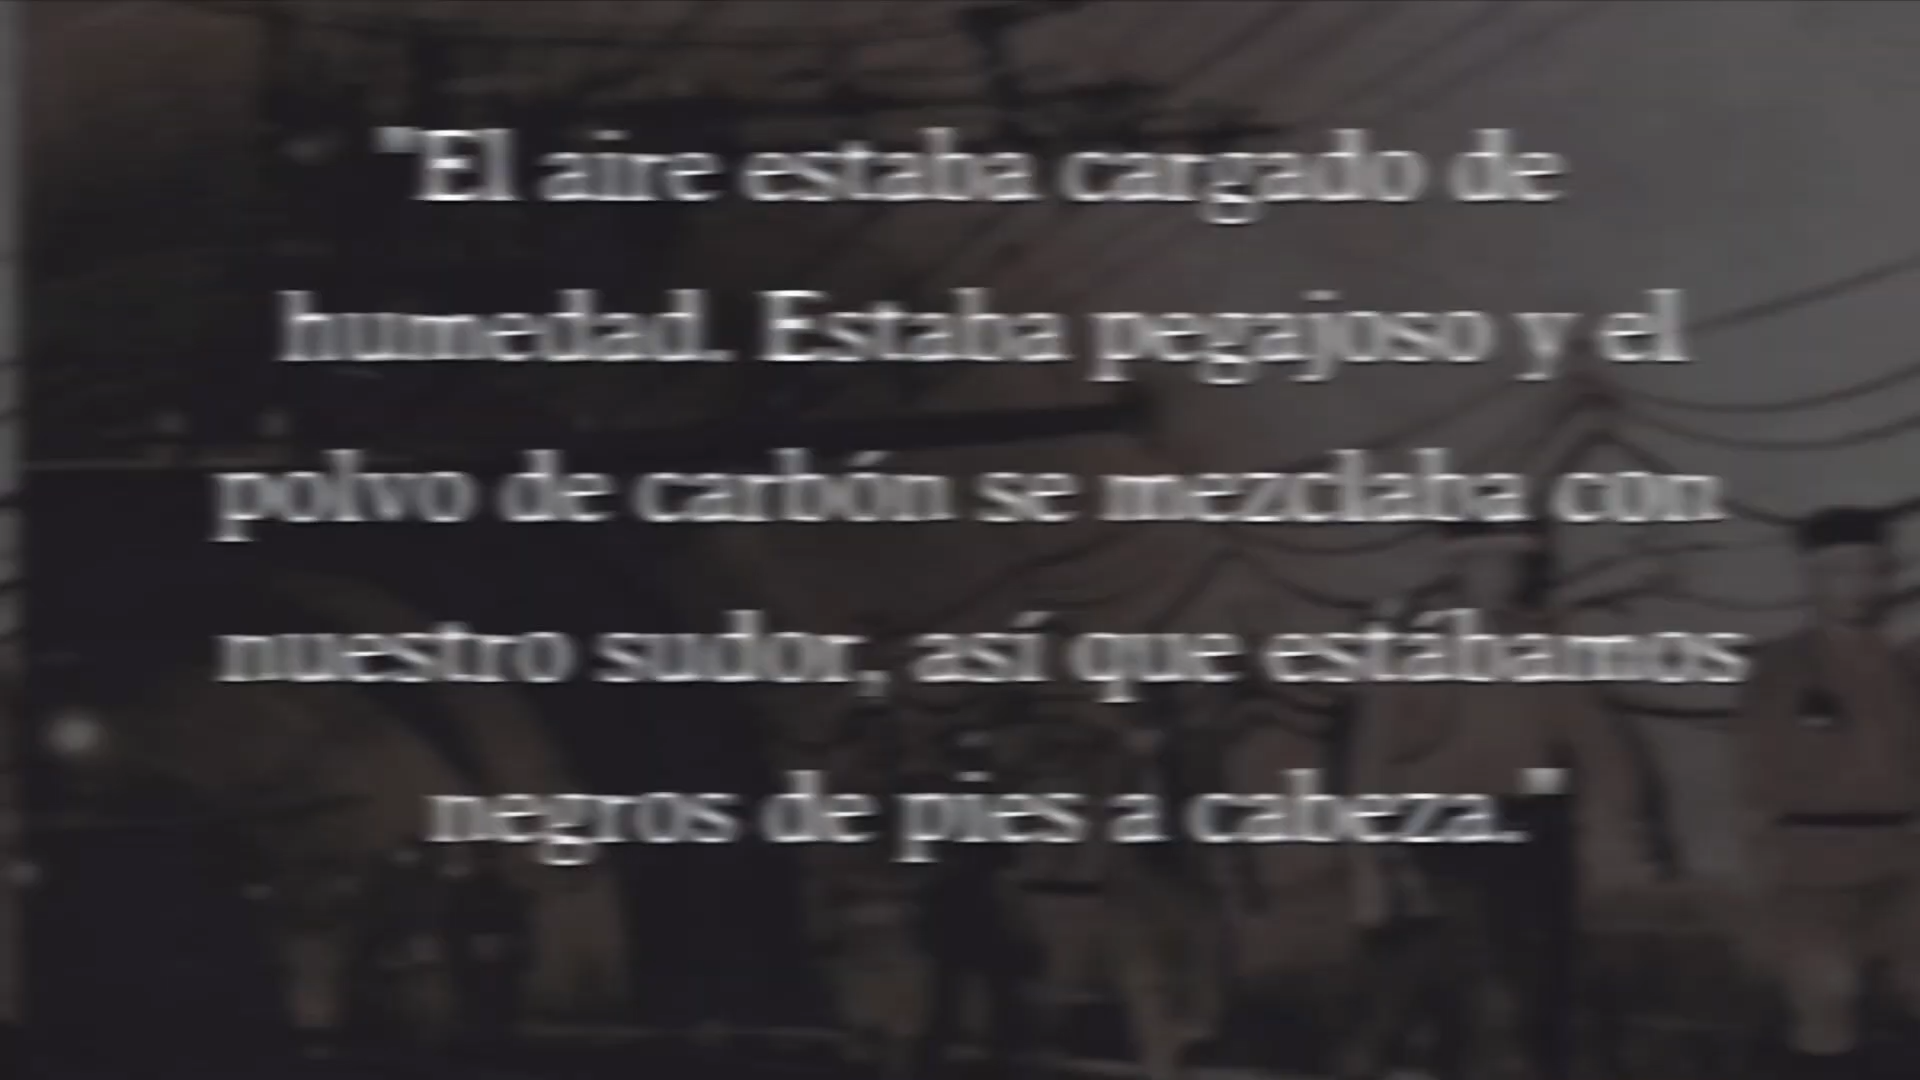 "El aire estaba cargado de
humedad. Estaba pegajoso y el
polvo de carbón se mezclaba con
nuestro sudor, así que estábamos
negros de pies a cabeza."